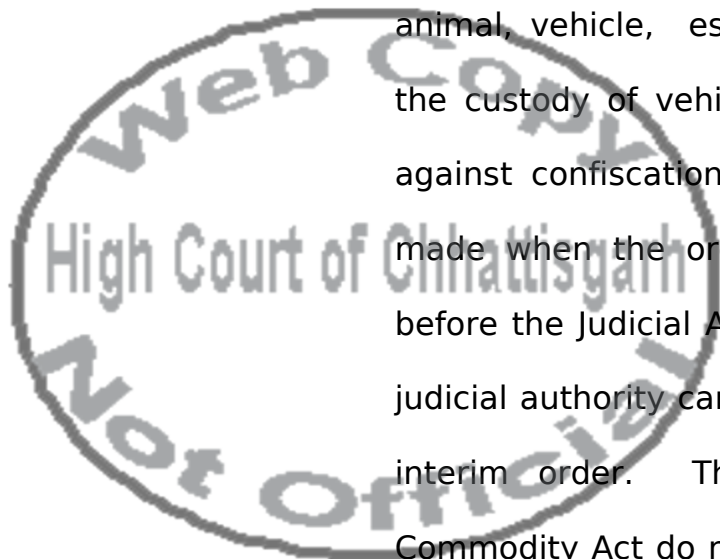 animal, vehicle, es
Web Copy
the custody of vehi
against confiscation
High Court of Chhattisgarh
made when the or
before the Judicial A
judicial authority ca
Not Official
interim order. Th
Commodity Act do